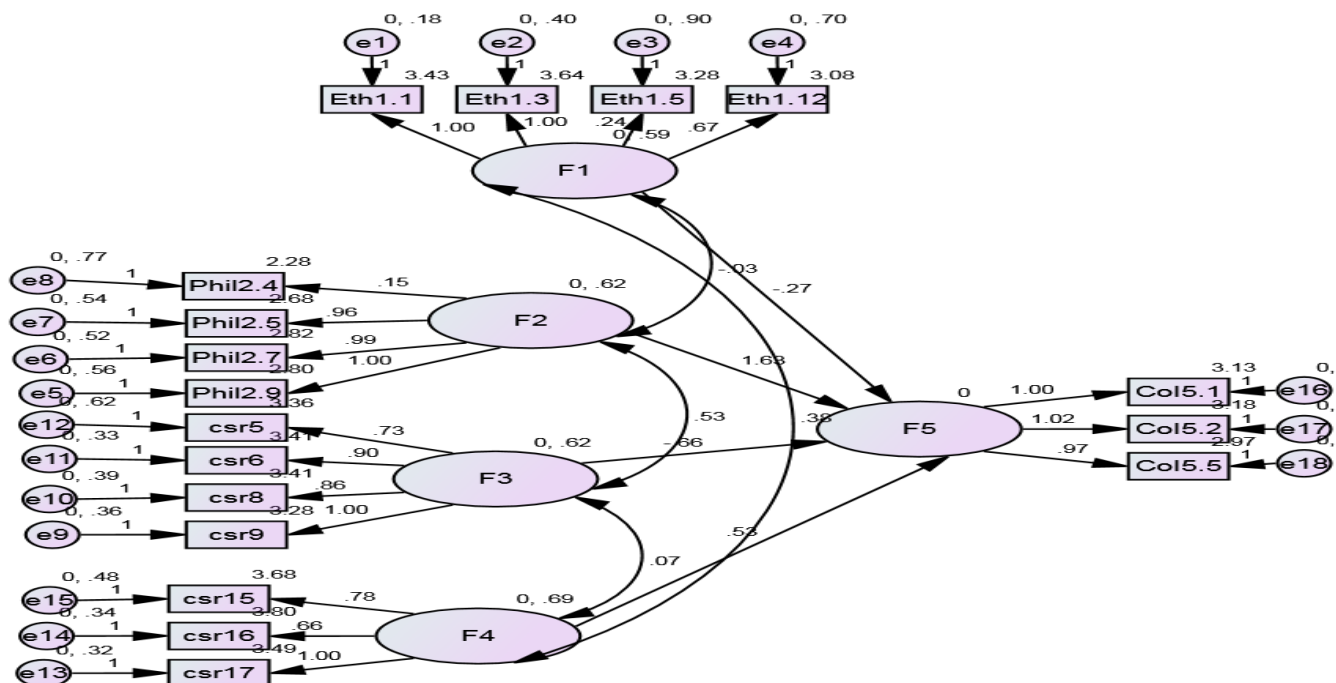 0, .18 0, .40 0, .90 0, .70
e1 e2 e3 e4
1 1 1 1
3.43 3.64 3.28 3.08
Eth1.1 Eth1.3 Eth1.5 Eth1.12
1.00 1.00 .24 0, .59 .67
F1
-.03
-.27
0, .77
e8 1 2.28
Phil2.4 .15
0, .54
e7 1 2.68
Phil2.5 .96
0, .52
e6 1 2.82
Phil2.7 .99
0, .56
e5 1 2.80
Phil2.9 1.00
0, .62
F2
1.63
.53
0, .62
e12 1 3.36
csr5 .73
0, .33
e11 1 3.41
csr6 .90
0, .39
e10 1 3.41
csr8 .86
0, .36
e9 1 3.28
csr9 1.00
0, .62
F3
-.66
.38
.07
0, .48
e15 1 3.68
csr15 .78
0, .34
e14 1 3.80
csr16 .66
0, .32
e13 1 3.49
csr17 1.00
0, .69
F4
.53
0
F5
1.00 3.13
Col5.1 1 e16 0,
1.02 3.18
Col5.2 1 e17 0,
.97 2.97
Col5.5 1 e18 0,